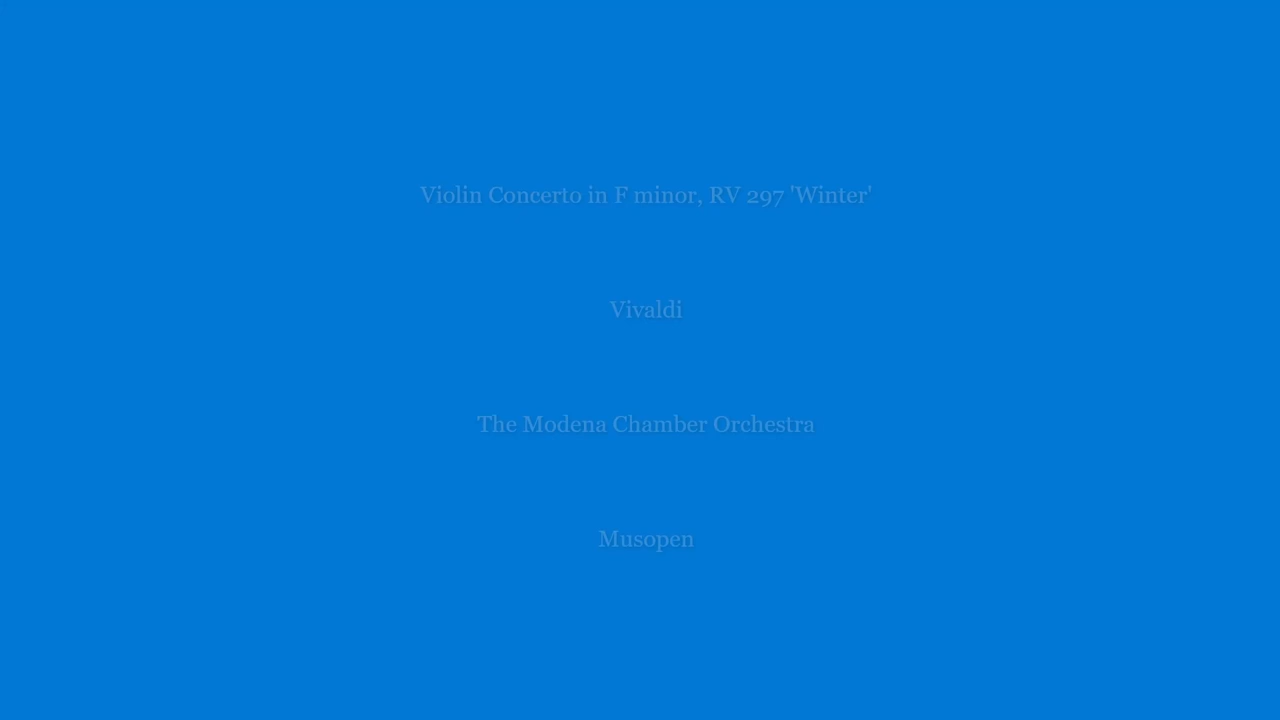 Violin Concerto in F minor, RV 297 'Winter'
Vivaldi
The Modena Chamber Orchestra
Musopen